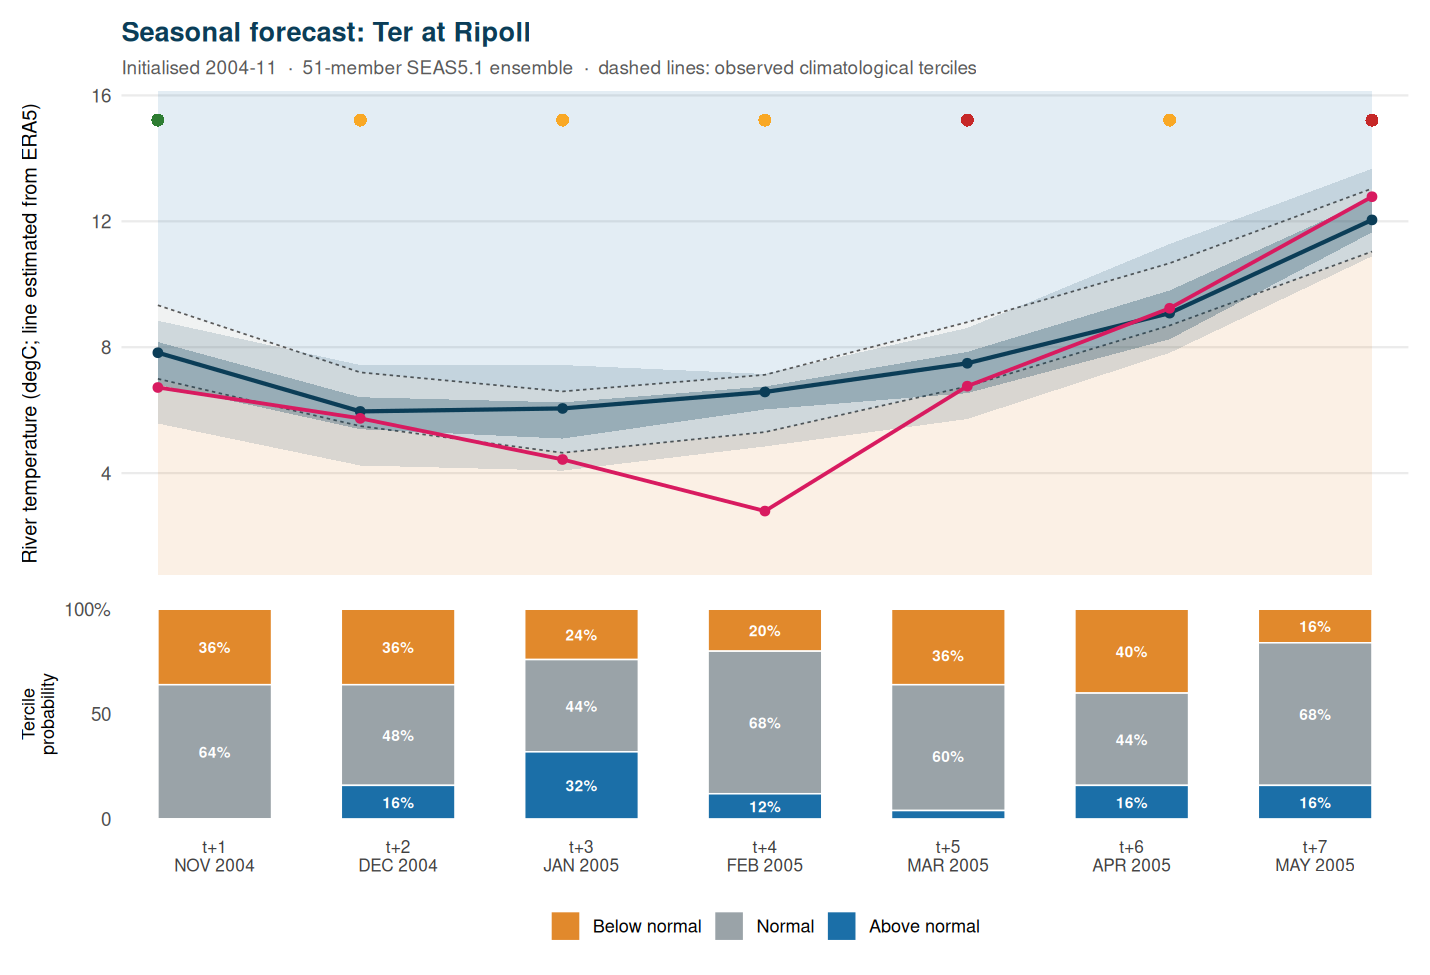 Seasonal forecast: Ter at Ripoll
Initialised 2004-11 · 51-member SEAS5.1 ensemble · dashed lines: observed climatological terciles
River temperature (degC; line estimated from ERA5)
16
12
8
4
Tercile
probability
100%
50
0
36%
64%
36%
48%
16%
24%
44%
32%
20%
68%
12%
36%
60%
40%
44%
16%
16%
68%
16%
t+1
NOV 2004
t+2
DEC 2004
t+3
JAN 2005
t+4
FEB 2005
t+5
MAR 2005
t+6
APR 2005
t+7
MAY 2005
Below normal
Normal
Above normal